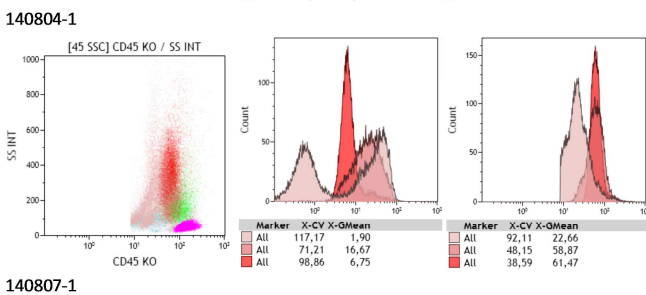 140804-1
[45 SSC] CD45 KO / SS INT
SS INT
1000
800
600
400
200
0
10⁰ 10¹ 10² 10³
CD45 KO
Count
100
50
0
10⁰ 10¹ 10² 10³
Marker X-CV X-GMean
All 117,17 1,90
All 71,21 16,67
All 98,86 6,75
Count
150
100
50
0
10⁰ 10¹ 10² 10³
Marker X-CV X-GMean
All 92,11 22,66
All 48,15 58,87
All 38,59 61,47
140807-1